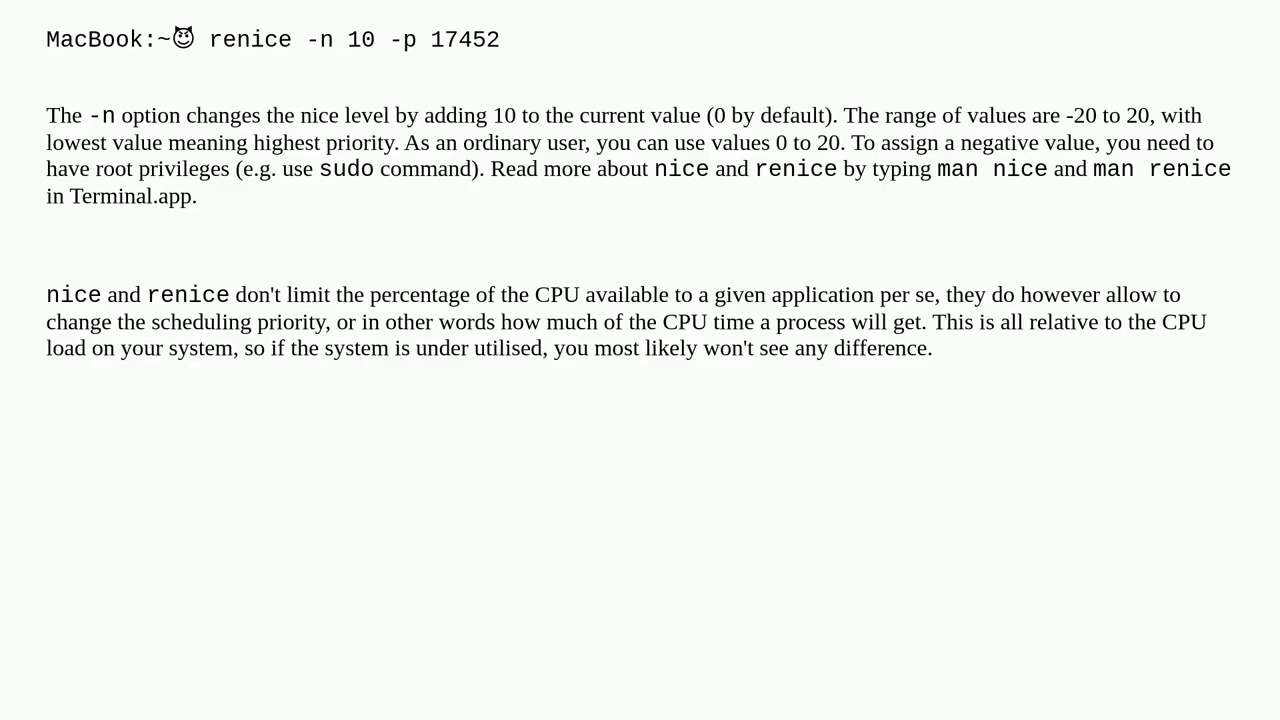 MacBook:~😈 renice -n 10 -p 17452
The -n option changes the nice level by adding 10 to the current value (0 by default). The range of values are -20 to 20, with
lowest value meaning highest priority. As an ordinary user, you can use values 0 to 20. To assign a negative value, you need to
have root privileges (e.g. use sudo command). Read more about nice and renice by typing man nice and man renice
in Terminal.app.
nice and renice don't limit the percentage of the CPU available to a given application per se, they do however allow to
change the scheduling priority, or in other words how much of the CPU time a process will get. This is all relative to the CPU
load on your system, so if the system is under utilised, you most likely won't see any difference.